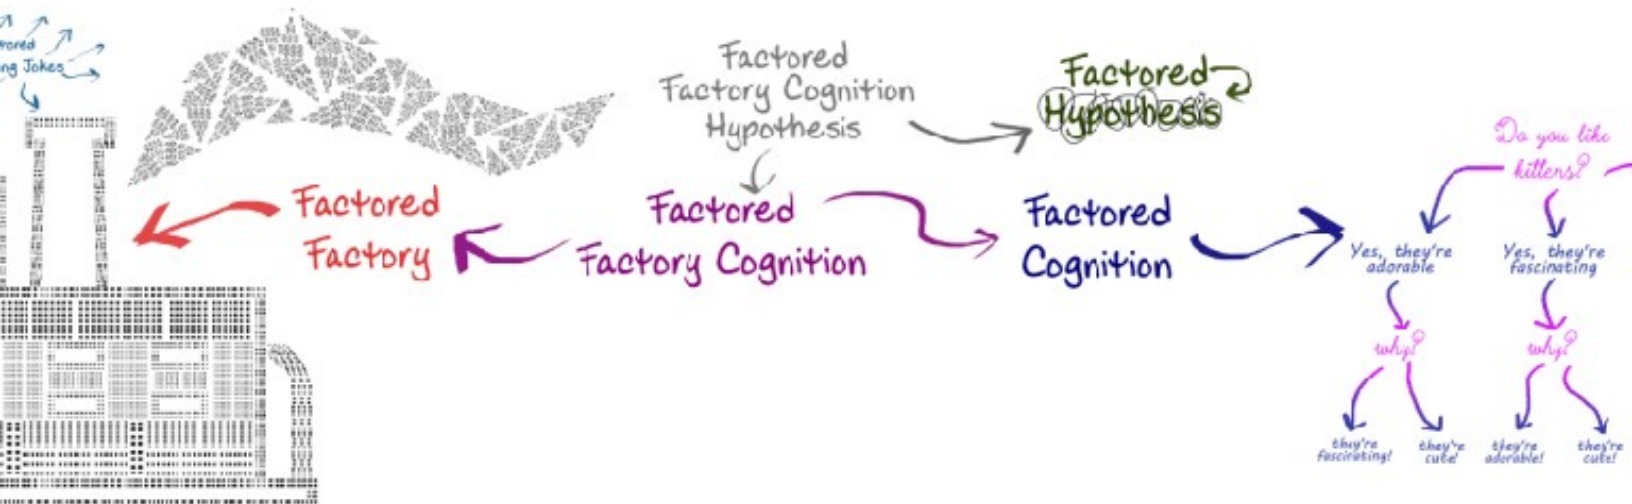 Jokes
Factored
Factory Cognition
Hypothesis
Factored
Hypothesis
Factored
Factory
Factored
Factory Cognition
Factored
Cognition
Do you like
kittens?
Yes, they're
adorable
Yes, they're
fascinating
why?
why?
they're
fascinating!
they're
cute!
they're
adorable!
they're
cute!